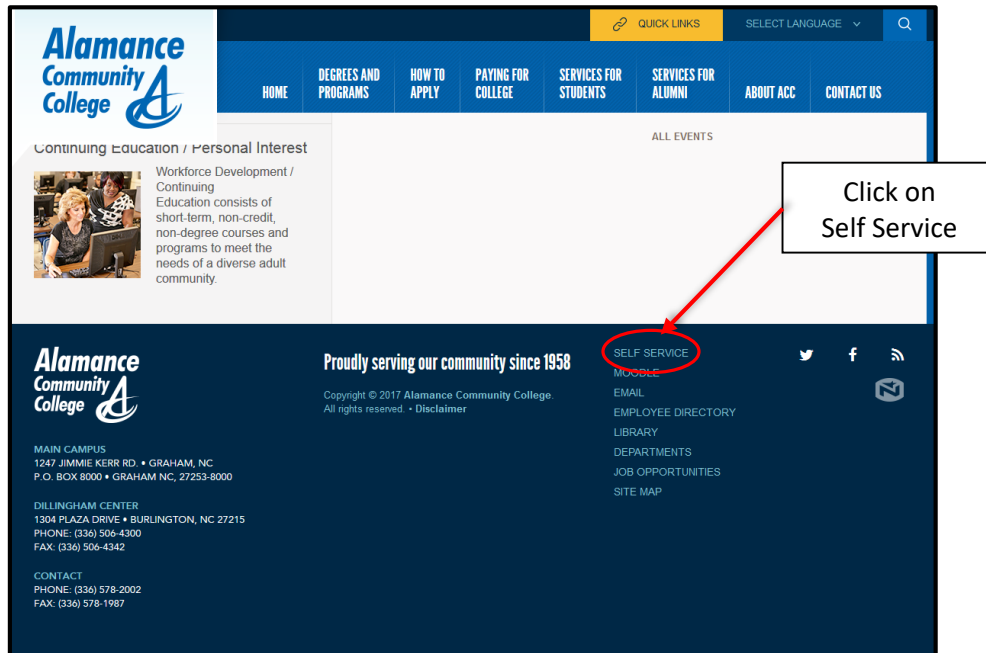 Alamance
Community
College
QUICK LINKS
SELECT LANGUAGE
HOME
DEGREES AND
PROGRAMS
HOW TO
APPLY
PAYING FOR
COLLEGE
SERVICES FOR
STUDENTS
SERVICES FOR
ALUMNI
ABOUT ACC
CONTACT US
Continuing Education / Personal Interest
Workforce Development /
Continuing
Education consists of
short-term, non-credit,
non-degree courses and
programs to meet the
needs of a diverse adult
community.
ALL EVENTS
Click on
Self Service
Alamance
Community
College
MAIN CAMPUS
1247 JIMMIE KERR RD. • GRAHAM, NC
P.O. BOX 8000 • GRAHAM NC, 27253-8000
DILLINGHAM CENTER
1304 PLAZA DRIVE • BURLINGTON, NC 27215
PHONE: (336) 506-4300
FAX: (336) 506-4342
CONTACT
PHONE: (336) 578-2002
FAX: (336) 578-1987
Proudly serving our community since 1958
Copyright © 2017 Alamance Community College.
All rights reserved. • Disclaimer
SELF SERVICE
MOODLE
EMAIL
EMPLOYEE DIRECTORY
LIBRARY
DEPARTMENTS
JOB OPPORTUNITIES
SITE MAP